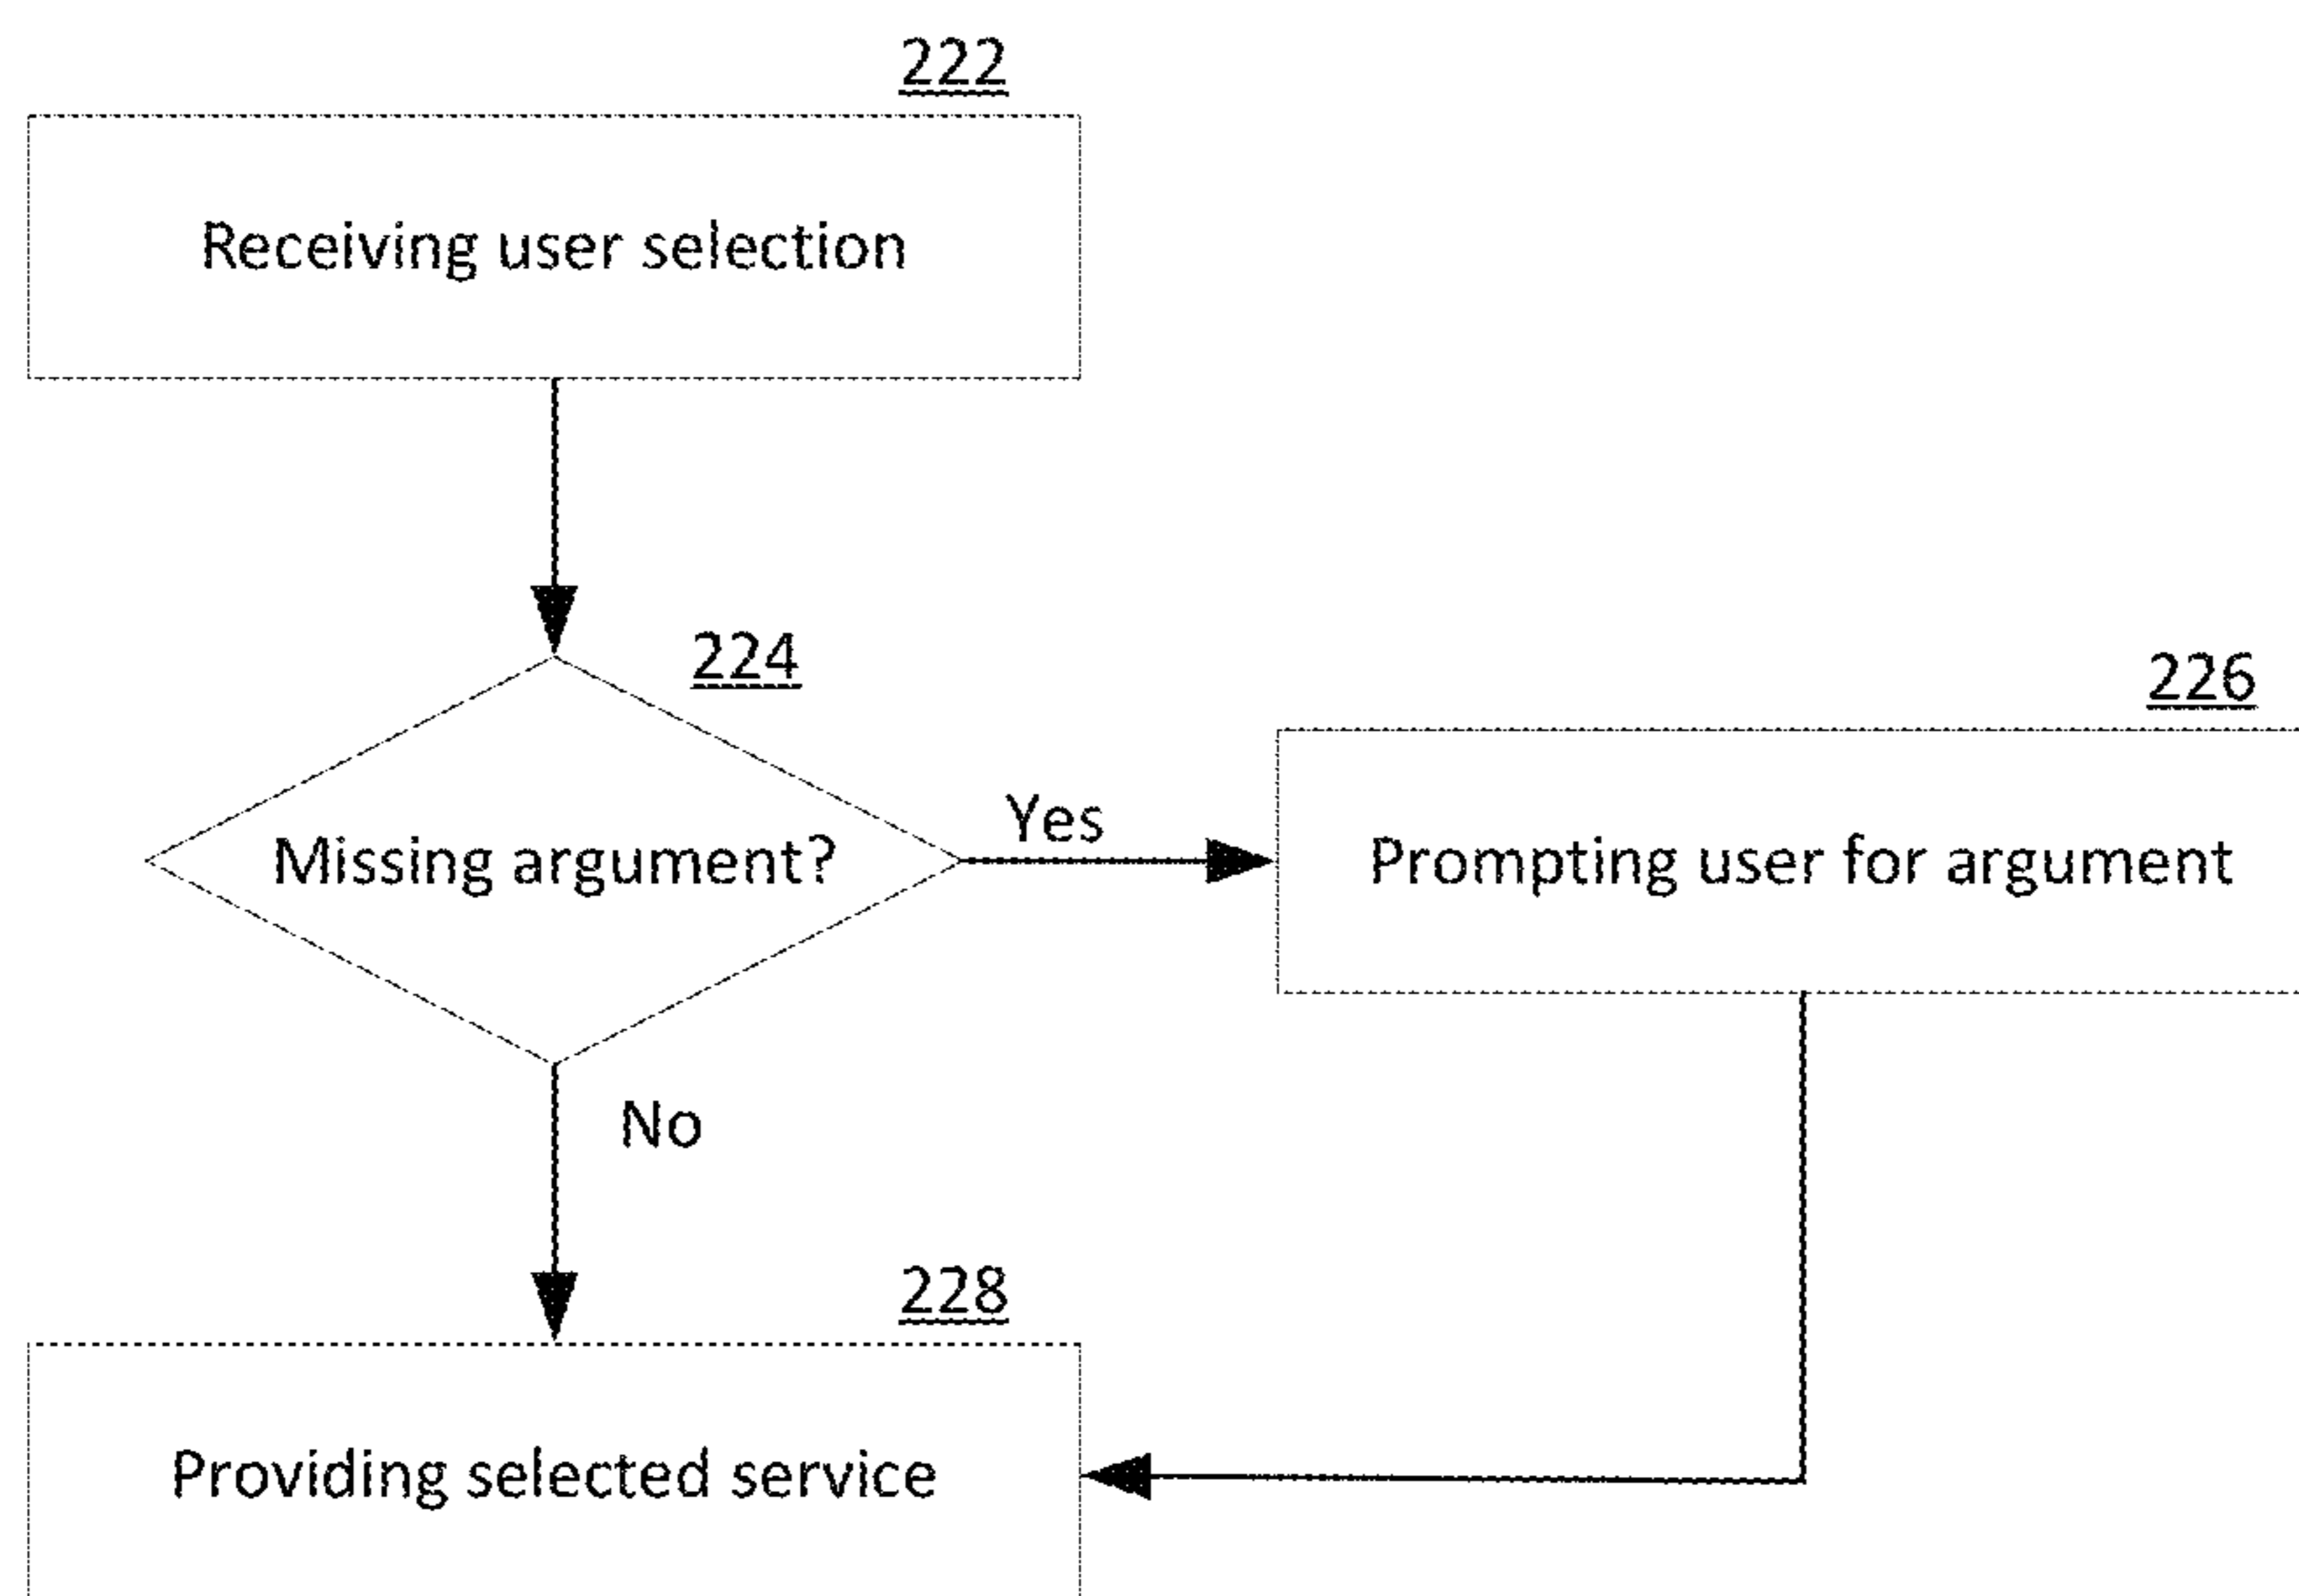 222
Receiving user selection
224
Missing argument?
Yes
226
Prompting user for argument
No
228
Providing selected service